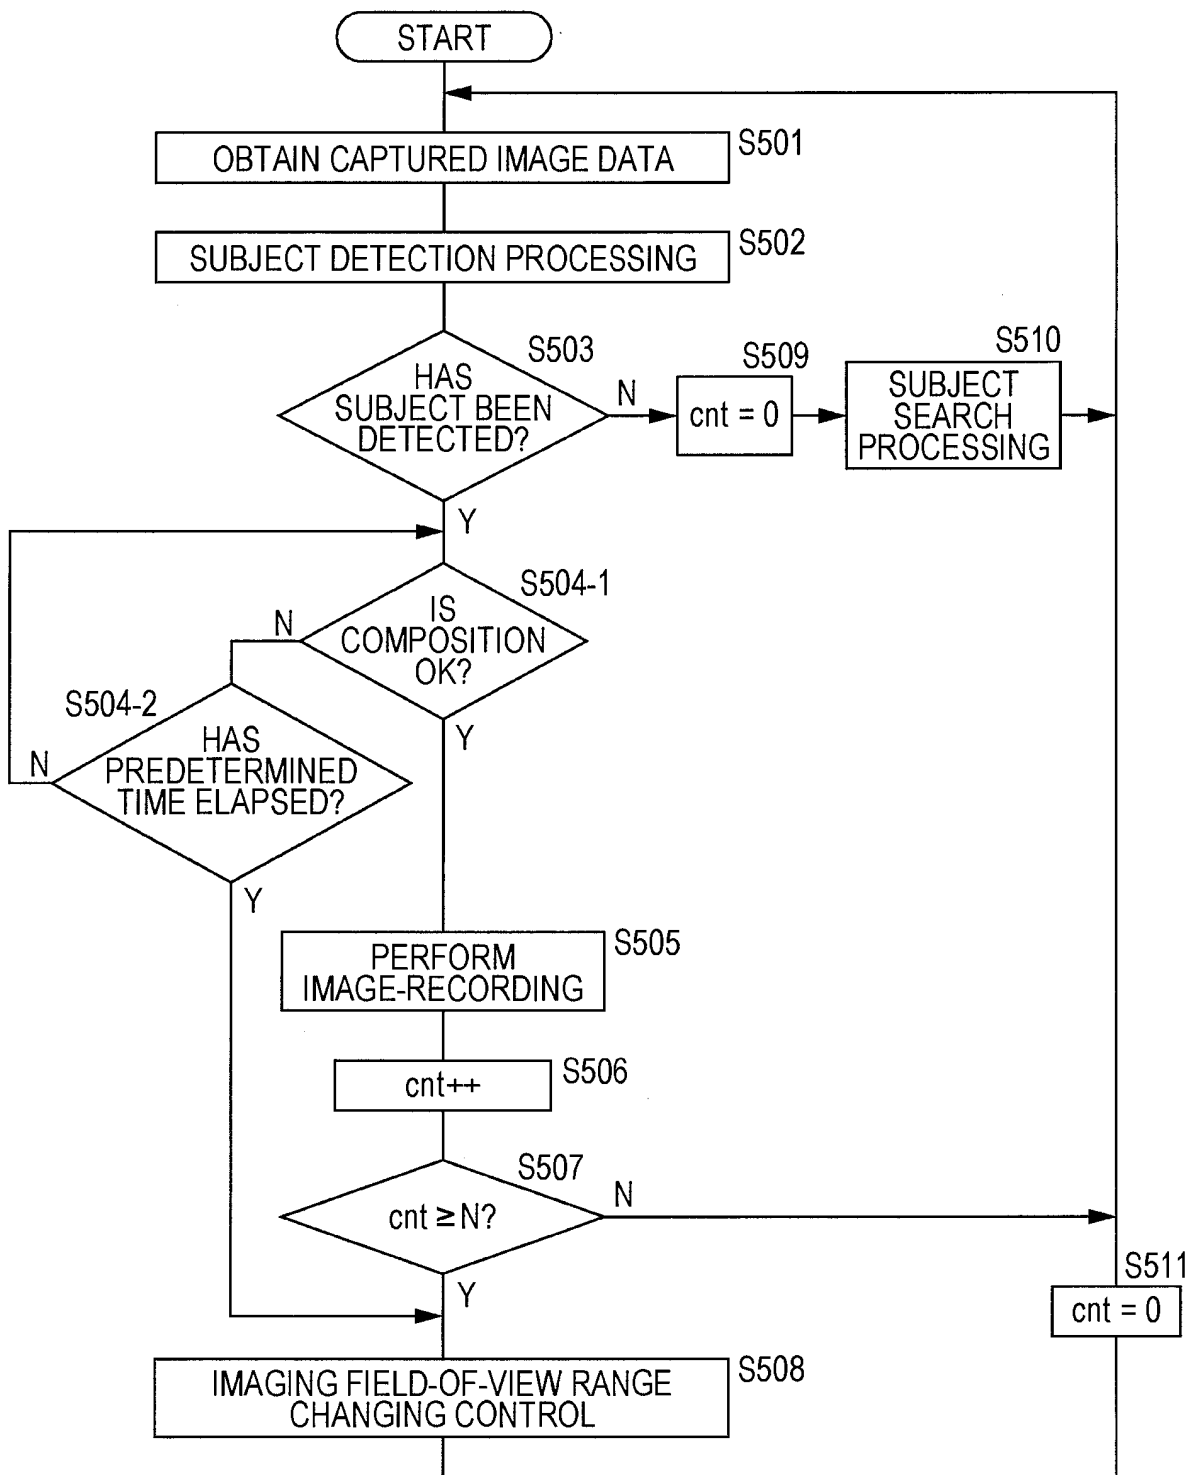 START
OBTAIN CAPTURED IMAGE DATA
S501
SUBJECT DETECTION PROCESSING
S502
S503
HAS
SUBJECT BEEN
DETECTED?
N
S509
cnt = 0
S510
SUBJECT
SEARCH
PROCESSING
Y
S504-1
IS
COMPOSITION
OK?
N
Y
S504-2
HAS
PREDETERMINED
TIME ELAPSED?
N
Y
S505
PERFORM
IMAGE-RECORDING
S506
cnt++
S507
cnt ≥ N?
N
Y
S511
cnt = 0
S508
IMAGING FIELD-OF-VIEW RANGE
CHANGING CONTROL